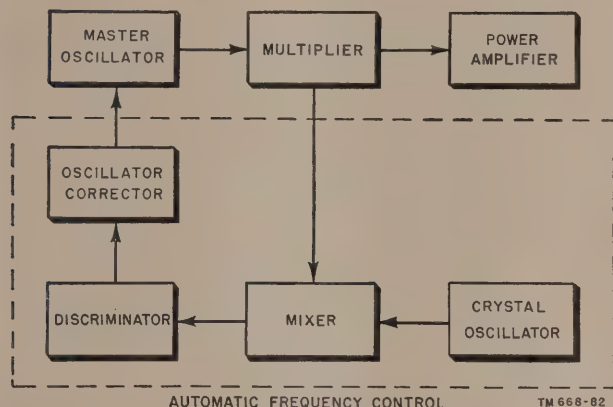 MASTER
OSCILLATOR
MULTIPLIER
POWER
AMPLIFIER
OSCILLATOR
CORRECTOR
DISCRIMINATOR
MIXER
CRYSTAL
OSCILLATOR
AUTOMATIC FREQUENCY CONTROL
TM 668-82